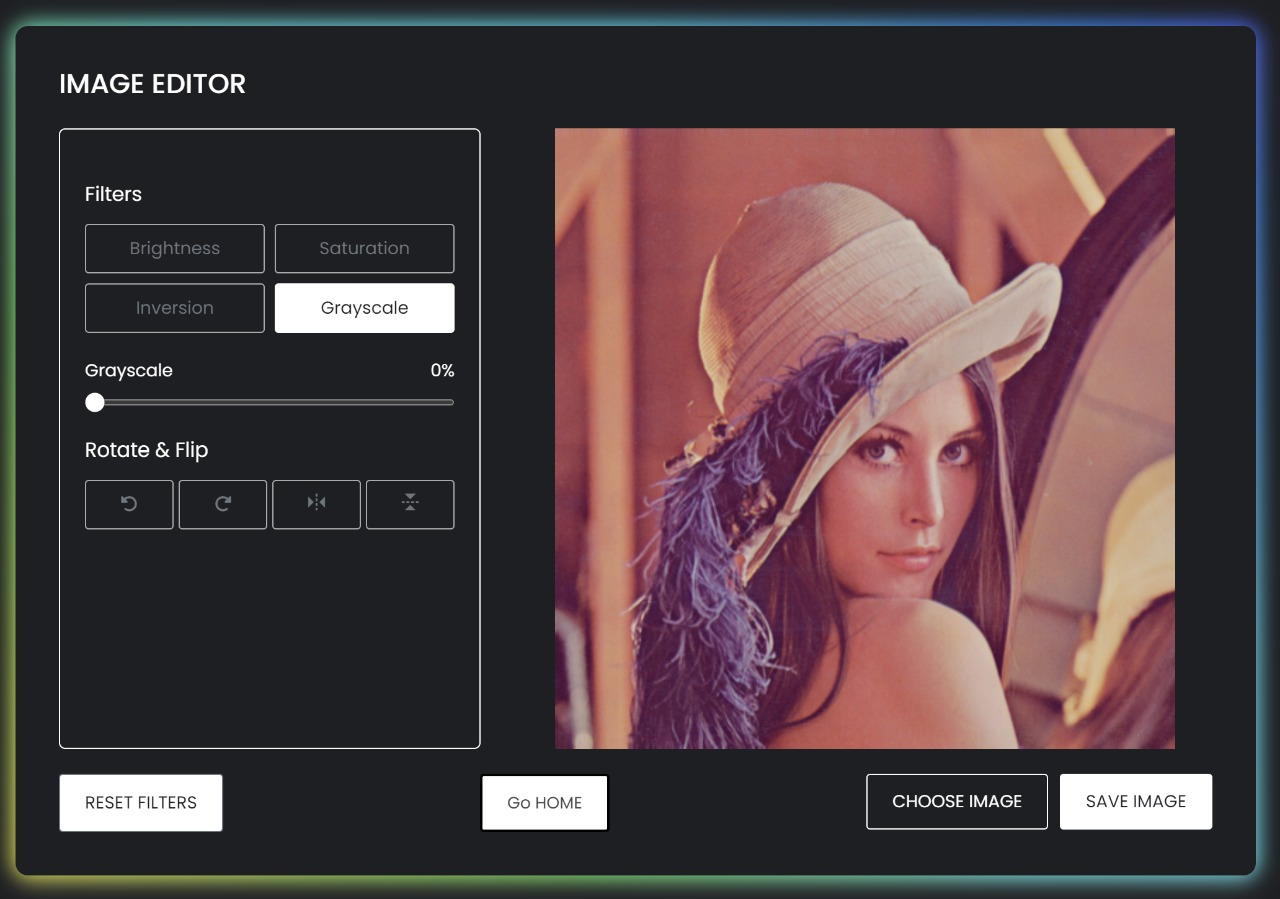 IMAGE EDITOR
Filters
Brightness Saturation
Inversion Grayscale
Grayscale 0%
Rotate & Flip
RESET FILTERS Go HOME CHOOSE IMAGE SAVE IMAGE